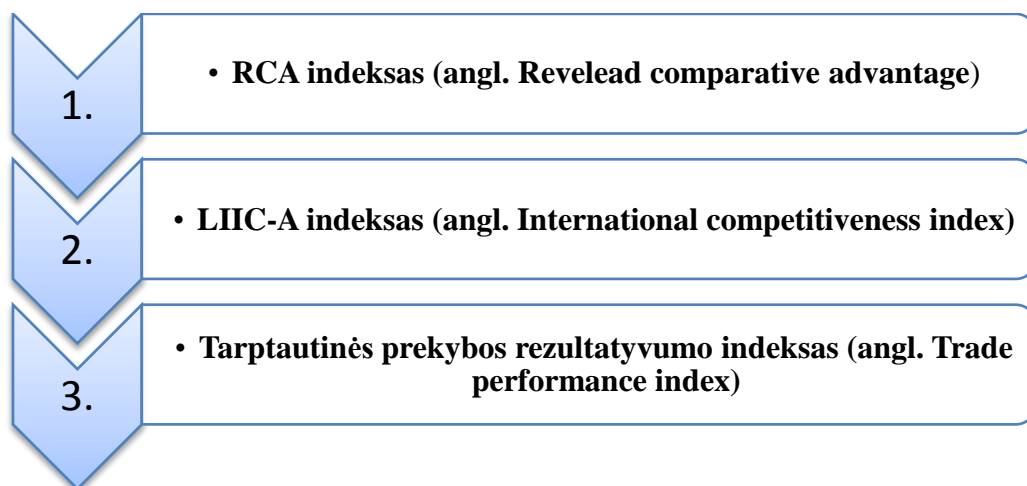 1.
• RCA indeksas (angl. Revelead comparative advantage)
2.
• LIIC-A indeksas (angl. International competitiveness index)
3.
• Tarptautinės prekybos rezultatyvumo indeksas (angl. Trade
performance index)